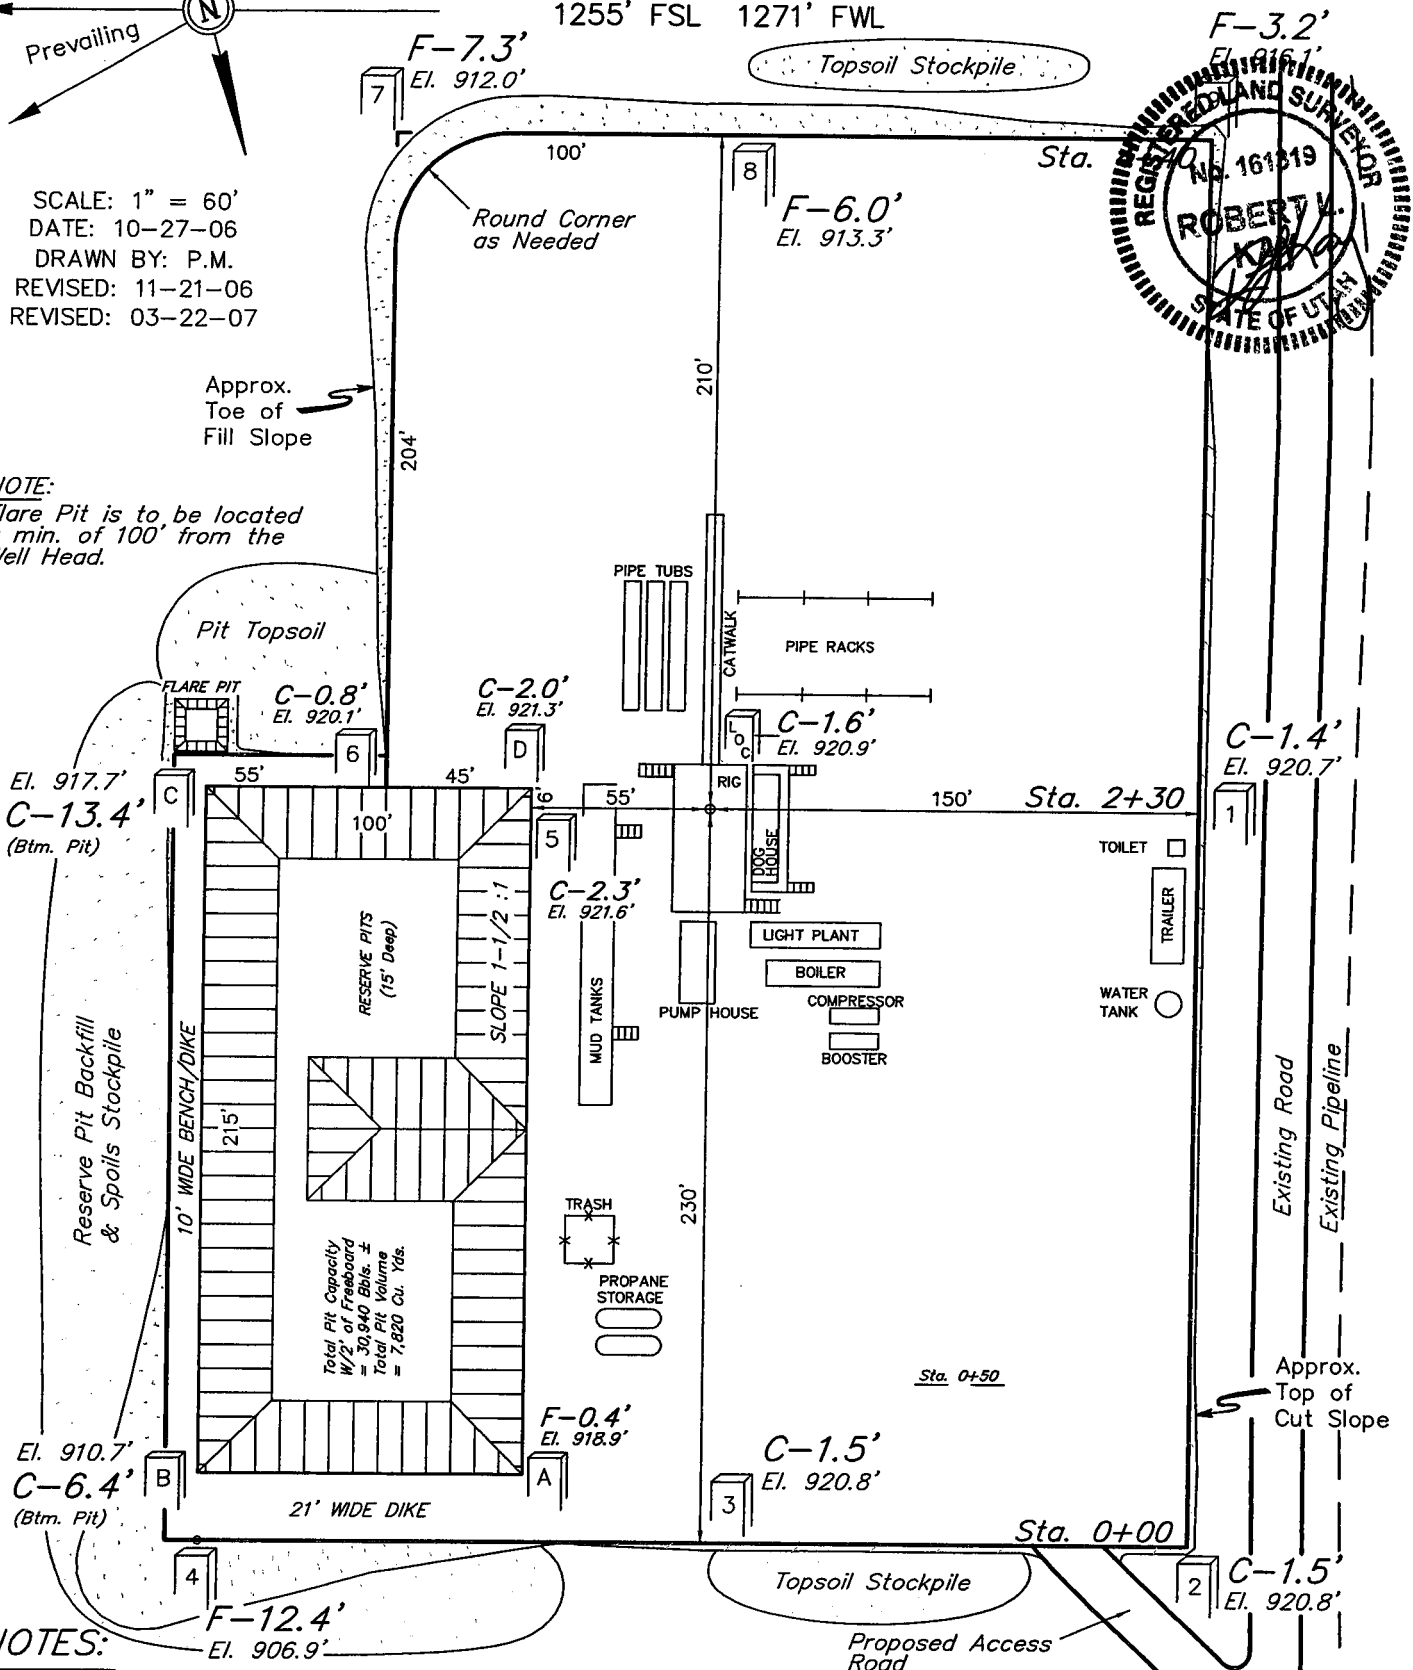 1255' FSL 1271' FWL
N
Prevailing
F-7.3'
El. 912.0'
7
Topsoil Stockpile
F-3.2'
El. 916.1'
REGISTERED LAND SURVEYOR
No. 161319
ROBERT L.
STATE OF UTAH
SCALE: 1" = 60'
DATE: 10-27-06
DRAWN BY: P.M.
REVISED: 11-21-06
REVISED: 03-22-07
100'
Round Corner
as Needed
8
F-6.0'
El. 913.3'
Sta.
210'
Approx.
Toe of
Fill Slope
204'
NOTE:
Flare Pit is to be located
min. of 100' from the
Well Head.
Pit Topsoil
PIPE TUBS
CATWALK
PIPE RACKS
FLARE PIT
C-0.8'
El. 920.1'
6
C-2.0'
El. 921.3'
D
LOC
C-1.6'
El. 920.9'
C-1.4'
El. 920.7'
1
El. 917.7'
C-13.4'
(Btm. Pit)
C
55'
45'
100'
6'
55'
5
RIG
150'
Sta. 2+30
DOG
HOUSE
TOILET
TRAILER
WATER
TANK
C-2.3'
El. 921.6'
RESERVE PITS
(15' Deep)
SLOPE 1-1/2 :1
MUD TANKS
PUMP HOUSE
LIGHT PLANT
BOILER
COMPRESSOR
BOOSTER
Reserve Pit Backfill
& Spoils Stockpile
10' WIDE BENCH/DIKE
215'
Existing Road
Existing Pipeline
TRASH
230'
PROPANE
STORAGE
Total Pit Capacity
W/2' of Freeboard
= 30,940 Bbls. ±
Total Pit Volume
= 7,820 Cu. Yds.
Sta. 0+50
Approx.
Top of
Cut Slope
F-0.4'
El. 918.9'
A
El. 910.7'
C-6.4'
(Btm. Pit)
B
21' WIDE DIKE
C-1.5'
El. 920.8'
3
Sta. 0+00
4
F-12.4'
El. 906.9'
Topsoil Stockpile
2
C-1.5'
El. 920.8'
Proposed Access
Road
NOTES: